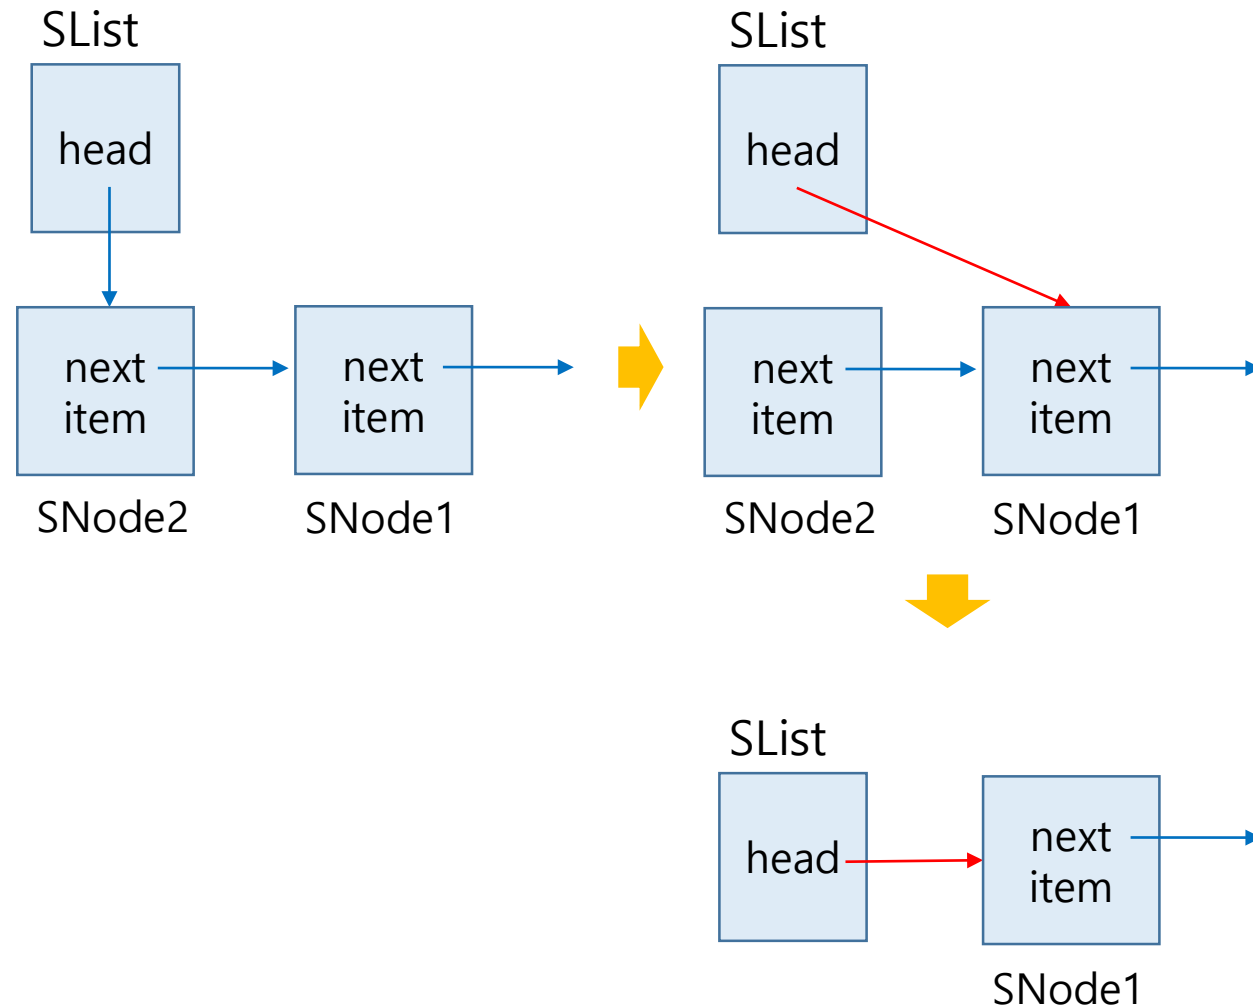 SList
head
next
item
next
item
SNode2
SNode1
SList
head
next
item
next
item
SNode2
SNode1
SList
head
next
item
SNode1